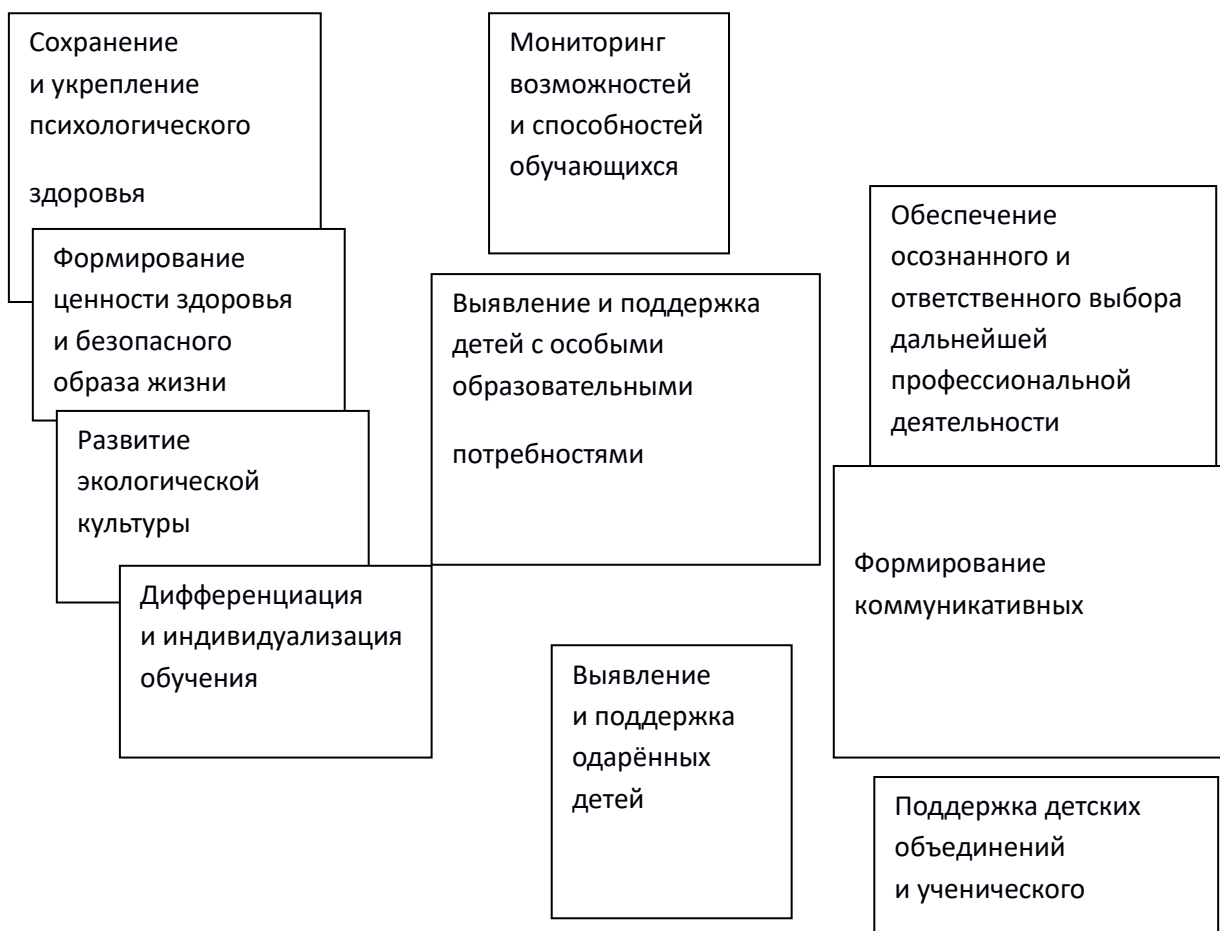 Сохранение
и укрепление
психологического
здоровья
Формирование
ценности здоровья
и безопасного
образа жизни
Развитие
экологической
культуры
Дифференциация
и индивидуализация
обучения
Мониторинг
возможностей
и способностей
обучающихся
Выявление и поддержка
детей с особыми
образовательными
потребностями
Выявление
и поддержка
одарённых
детей
Обеспечение
осознанного и
ответственного выбора
дальнейшей
профессиональной
деятельности
Формирование
коммуникативных
Поддержка детских
объединений
и ученического